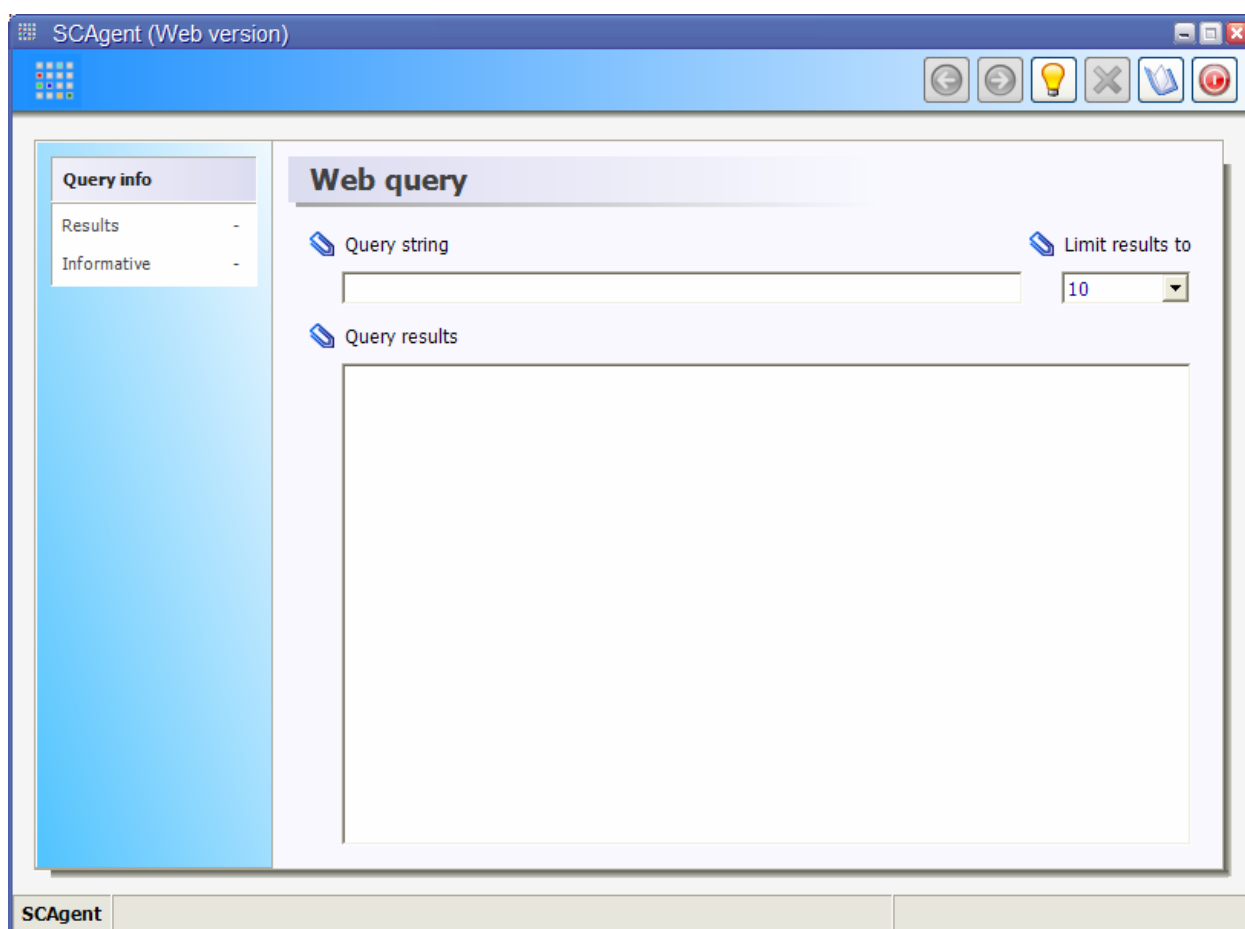 SCAgent (Web version)
Query info
Results -
Informative -
Web query
Query string
Limit results to
10
Query results
SCAgent